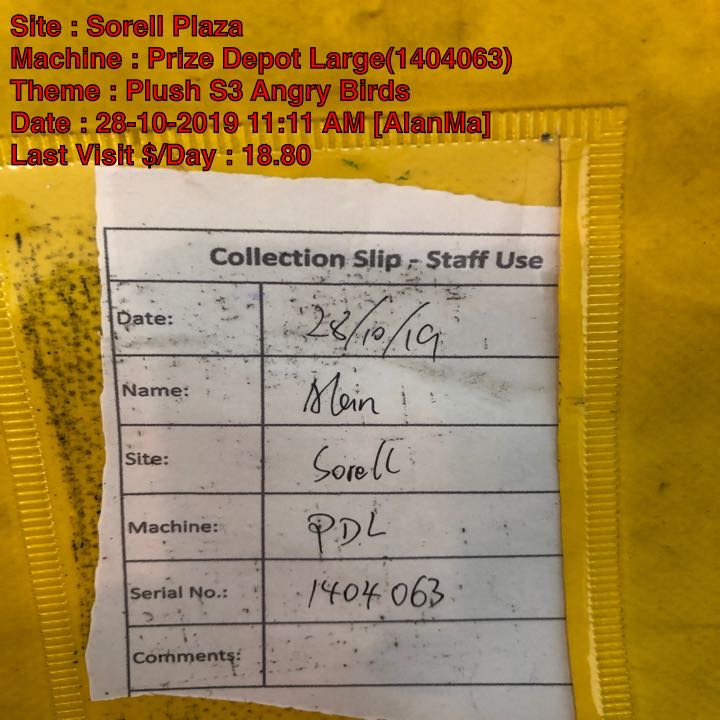 Site : Sorell Plaza
Machine : Prize Depot Large(1404063)
Theme : Plush S3 Angry Birds
Date : 28-10-2019 11:11 AM [AlanMa]
Last Visit $/Day : 18.80
Collection Slip - Staff Use
Date: 28/10/19
Name: Alan
Site: Sorell
Machine: PDL
Serial No.: 1404063
Comments: